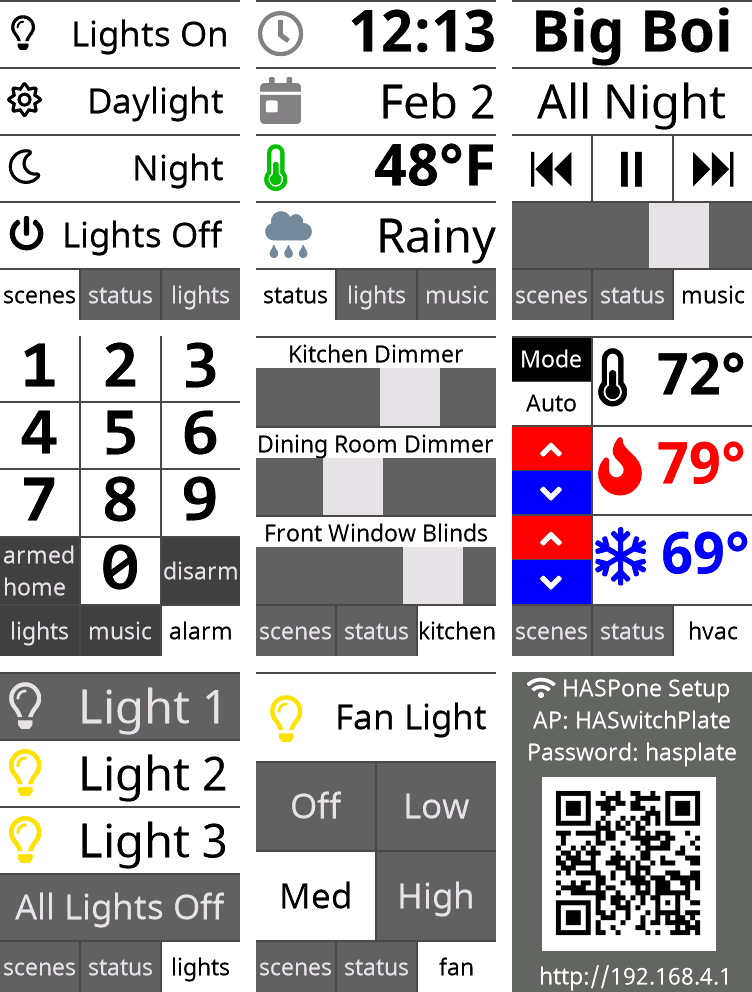 Lights On
Daylight
Night
Lights Off
scenes status lights
12:13
Feb 2
48°F
Rainy
status lights music
Big Boi
All Night
scenes status music
1 2 3
4 5 6
7 8 9
armed
home
0
disarm
lights music alarm
Kitchen Dimmer
Dining Room Dimmer
Front Window Blinds
scenes status kitchen
Mode
Auto
72°
79°
69°
scenes status hvac
Light 1
Light 2
Light 3
All Lights Off
scenes status lights
Fan Light
Off Low
Med High
scenes status fan
HASPone Setup
AP: HASwitchPlate
Password: hasplate
http://192.168.4.1